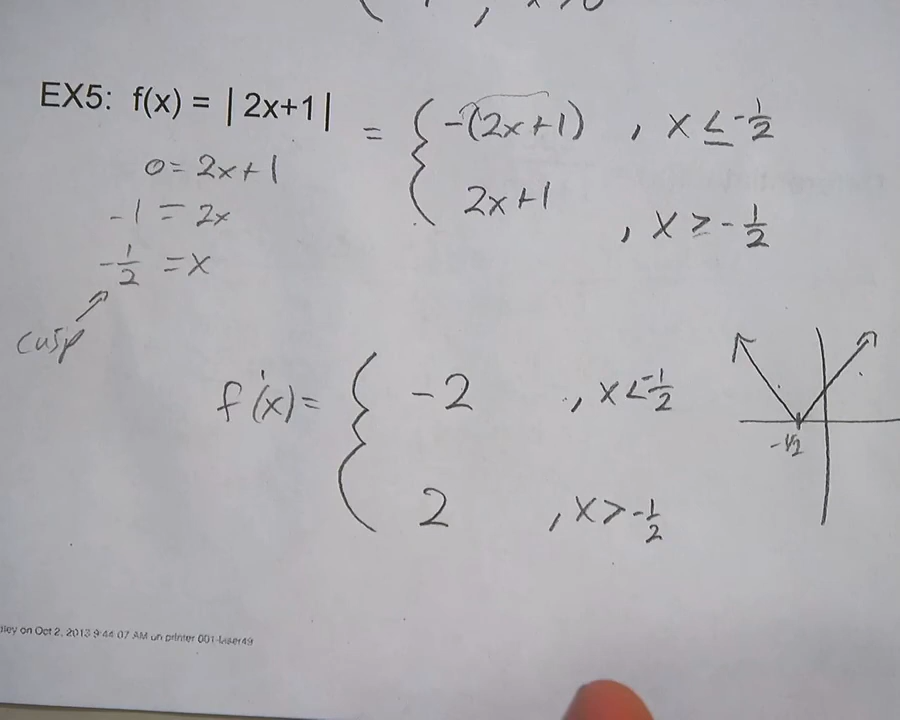 EX5: f(x) = | 2x+1 | = { -(2x+1) , x ≤ -1/2
0 = 2x+1
2x+1 , x ≥ -1/2
-1 = 2x
-1/2 = x
cusp
f'(x) = { -2 , x < -1/2
-1/2
2 , x > -1/2
on Oct 2, 2013 9:44:07 AM on printer 001-laser49